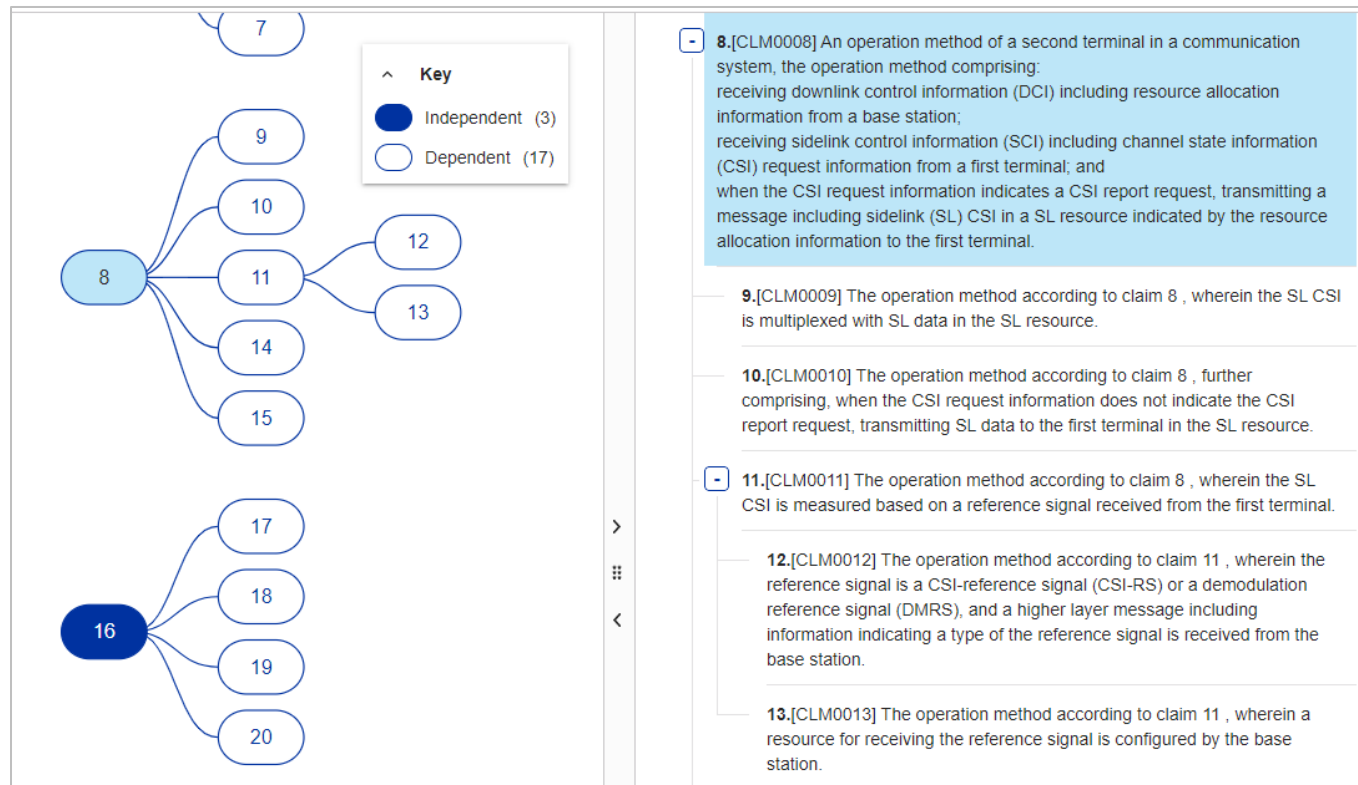 7
Key
Independent (3)
Dependent (17)
9
10
12
8
11
13
14
15
17
18
16
19
20
-
8.[CLM0008] An operation method of a second terminal in a communication
system, the operation method comprising:
receiving downlink control information (DCI) including resource allocation
information from a base station;
receiving sidelink control information (SCI) including channel state information
(CSI) request information from a first terminal; and
when the CSI request information indicates a CSI report request, transmitting a
message including sidelink (SL) CSI in a SL resource indicated by the resource
allocation information to the first terminal.
9.[CLM0009] The operation method according to claim 8 , wherein the SL CSI
is multiplexed with SL data in the SL resource.
10.[CLM0010] The operation method according to claim 8 , further
comprising, when the CSI request information does not indicate the CSI
report request, transmitting SL data to the first terminal in the SL resource.
-
11.[CLM0011] The operation method according to claim 8 , wherein the SL
CSI is measured based on a reference signal received from the first terminal.
12.[CLM0012] The operation method according to claim 11 , wherein the
reference signal is a CSI-reference signal (CSI-RS) or a demodulation
reference signal (DMRS), and a higher layer message including
information indicating a type of the reference signal is received from the
base station.
13.[CLM0013] The operation method according to claim 11 , wherein a
resource for receiving the reference signal is configured by the base
station.